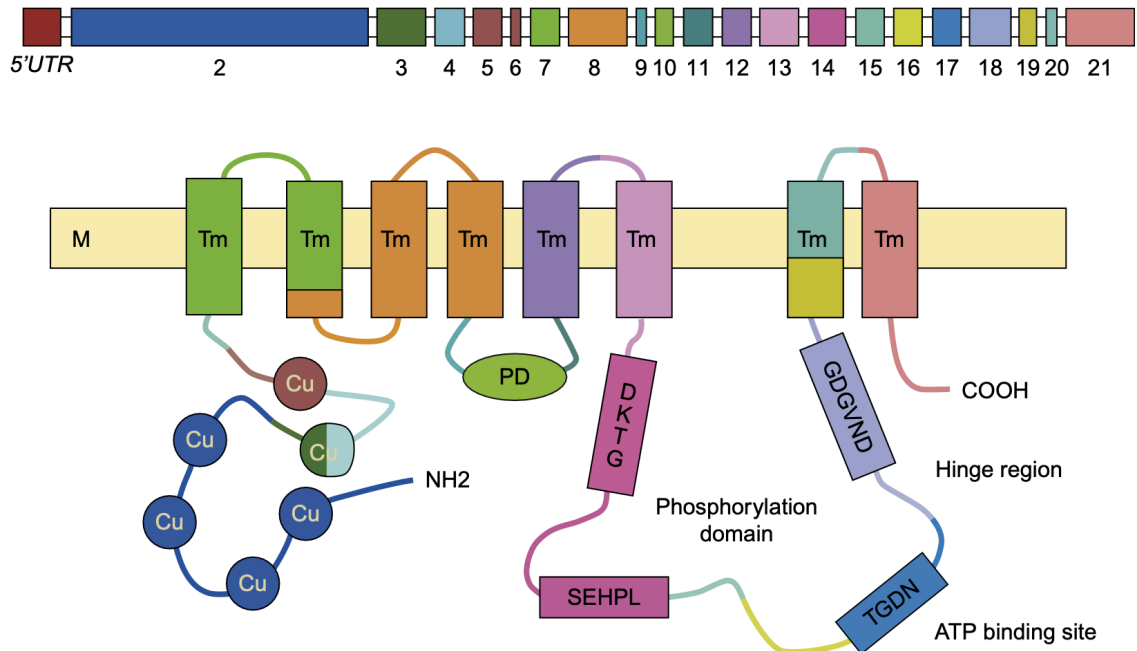 5'UTR 2 3 4 5 6 7 8 9 10 11 12 13 14 15 16 17 18 19 20 21
M Tm Tm Tm Tm Tm Tm Tm Tm
Cu
PD
DKTG
GDGVND
COOH
Cu
Cu
Hinge region
NH2
Cu
Cu
Phosphorylation
domain
Cu
SEHPL
TGDN
ATP binding site